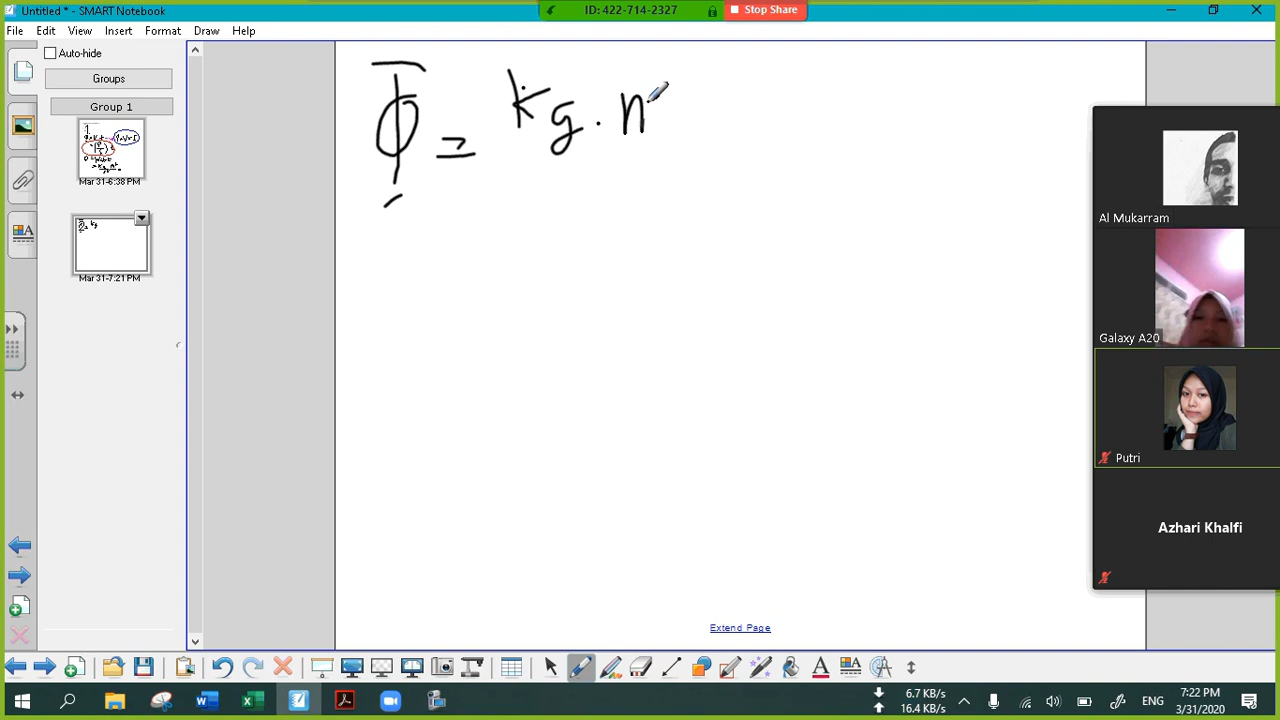 Untitled * - SMART Notebook
ID: 422-714-2327
Stop Share
File Edit View Insert Format Draw Help
Auto-hide
Groups
Group 1
Mar 31-6:38 PM
Mar 31-7:21 PM
Φ = kg. n
Al Mukarram
Galaxy A20
Putri
Azhari Khalfi
Extend Page
6.7 KB/s
16.4 KB/s
ENG
7:22 PM
3/31/2020